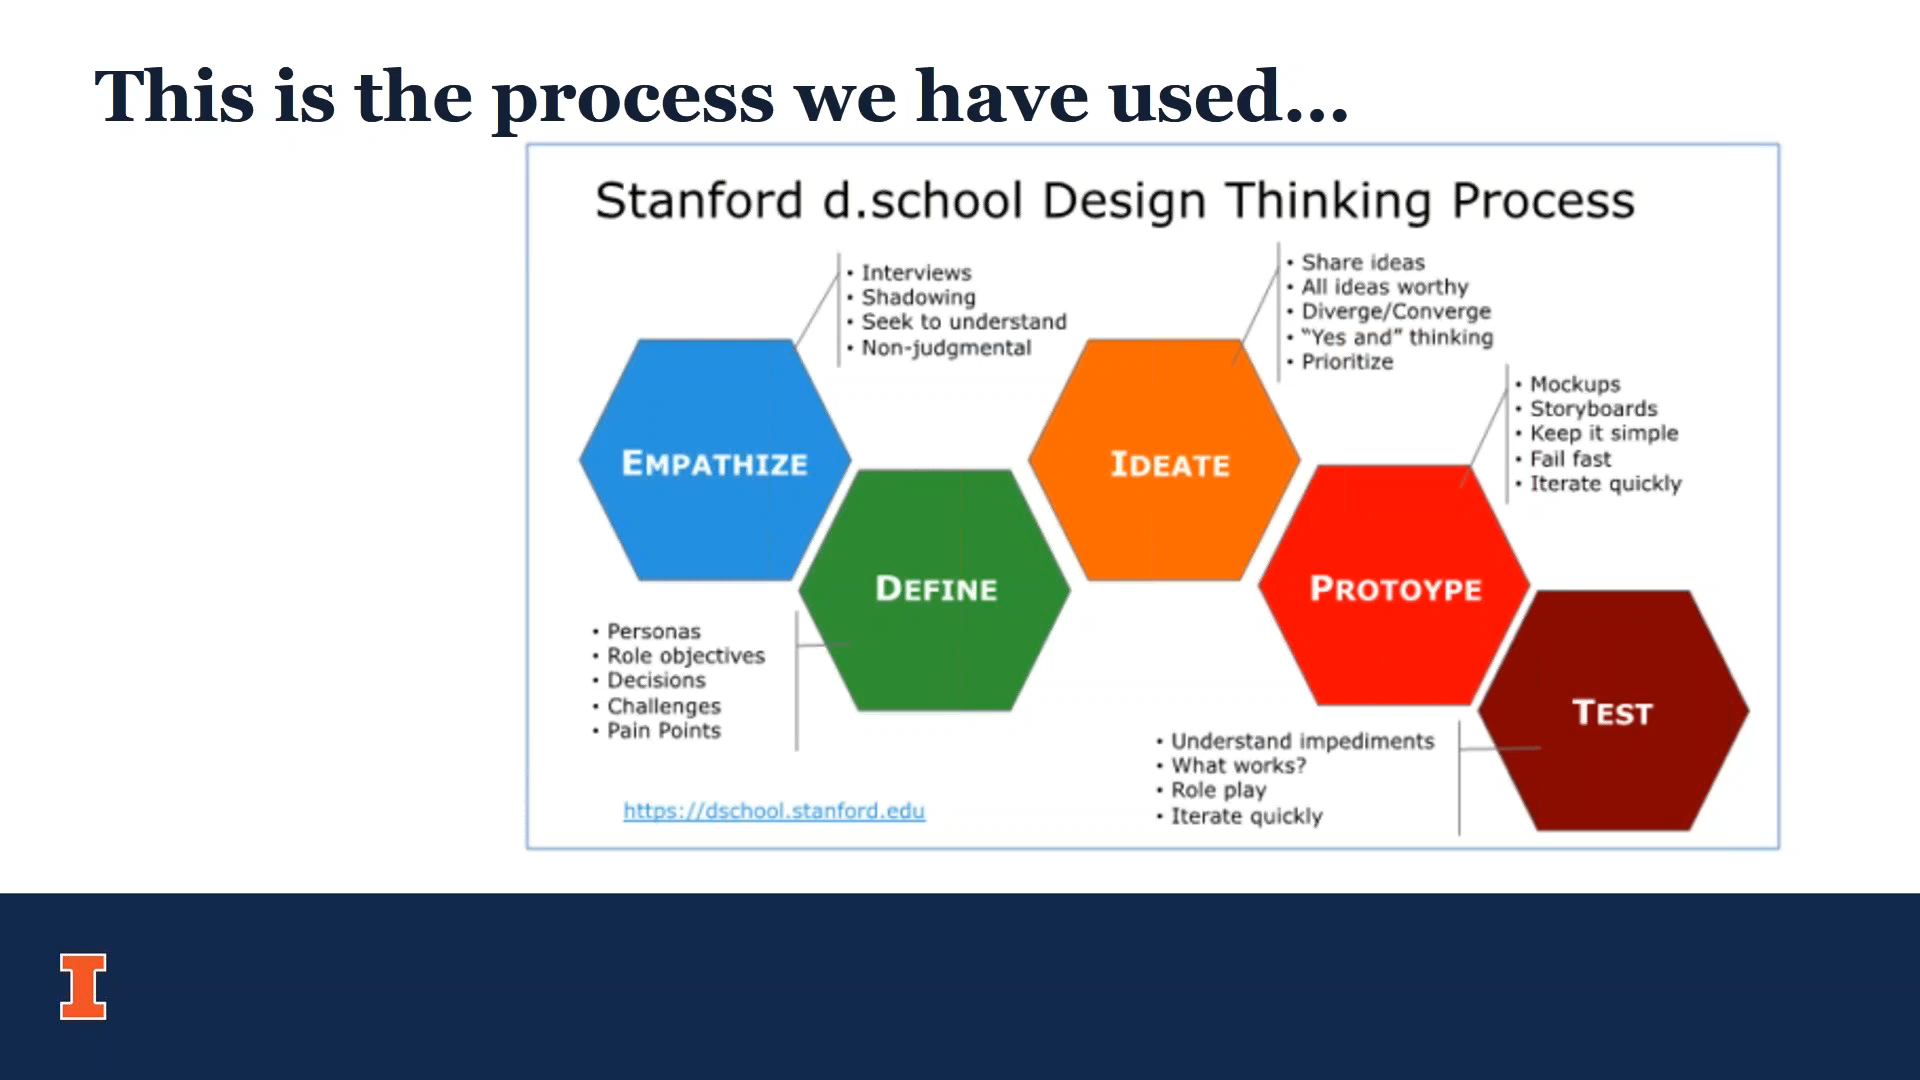 This is the process we have used...
Stanford d.school Design Thinking Process
• Interviews
• Shadowing
• Seek to understand
• Non-judgmental
• Share ideas
• All ideas worthy
• Diverge/Converge
• “Yes and” thinking
• Prioritize
• Mockups
• Storyboards
• Keep it simple
• Fail fast
• Iterate quickly
EMPATHIZE
DEFINE
IDEATE
PROTOYPE
TEST
• Personas
• Role objectives
• Decisions
• Challenges
• Pain Points
• Understand impediments
• What works?
• Role play
• Iterate quickly
https://dschool.stanford.edu
I